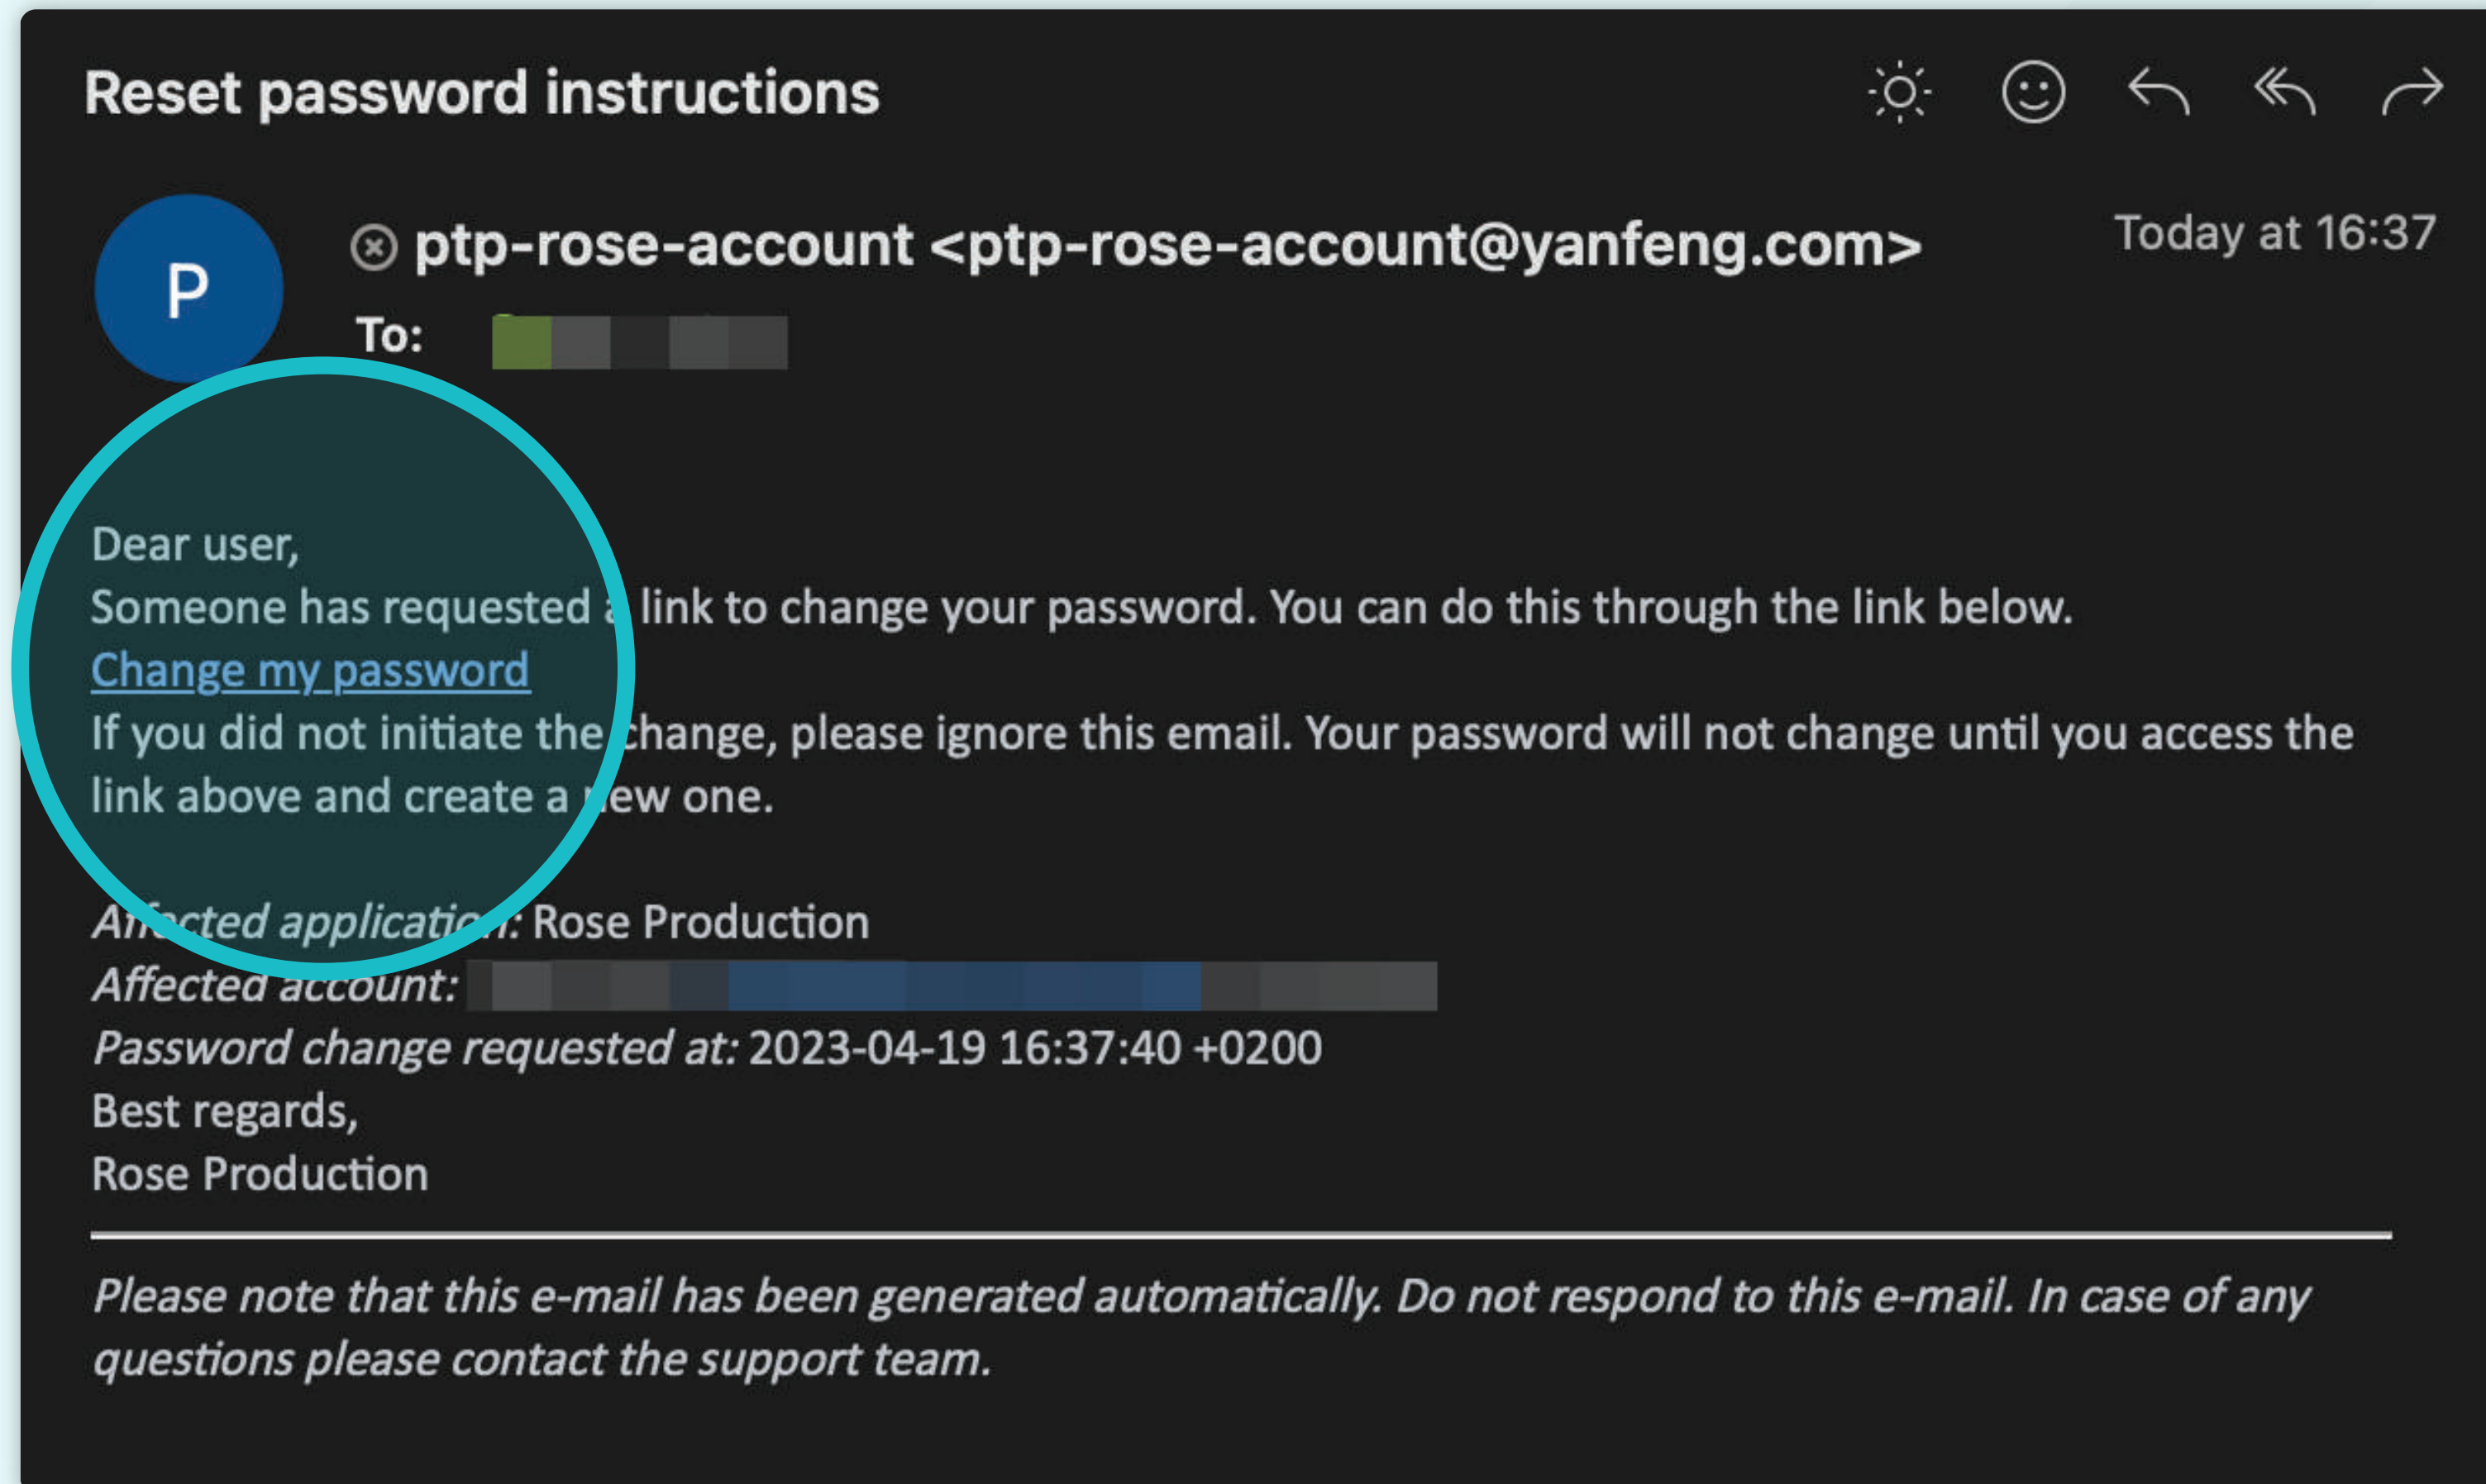 Reset password instructions
P
ptp-rose-account <ptp-rose-account@yanfeng.com>
Today at 16:37
To:
Dear user,
Someone has requested a link to change your password. You can do this through the link below.
Change my password
If you did not initiate the change, please ignore this email. Your password will not change until you access the
link above and create a new one.
Affected application: Rose Production
Affected account:
Password change requested at: 2023-04-19 16:37:40 +0200
Best regards,
Rose Production
Please note that this e-mail has been generated automatically. Do not respond to this e-mail. In case of any
questions please contact the support team.